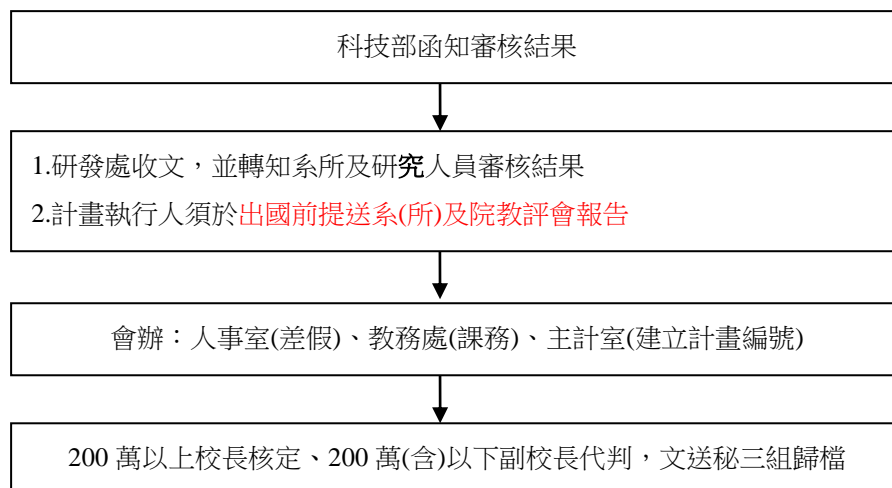 科技部函知審核結果
1.研發處收文，並轉知系所及研究人員審核結果
2.計畫執行人須於出國前提送系(所)及院教評會報告
會辦：人事室(差假)、教務處(課務)、主計室(建立計畫編號)
200 萬以上校長核定、200 萬(含)以下副校長代判，文送秘三組歸檔